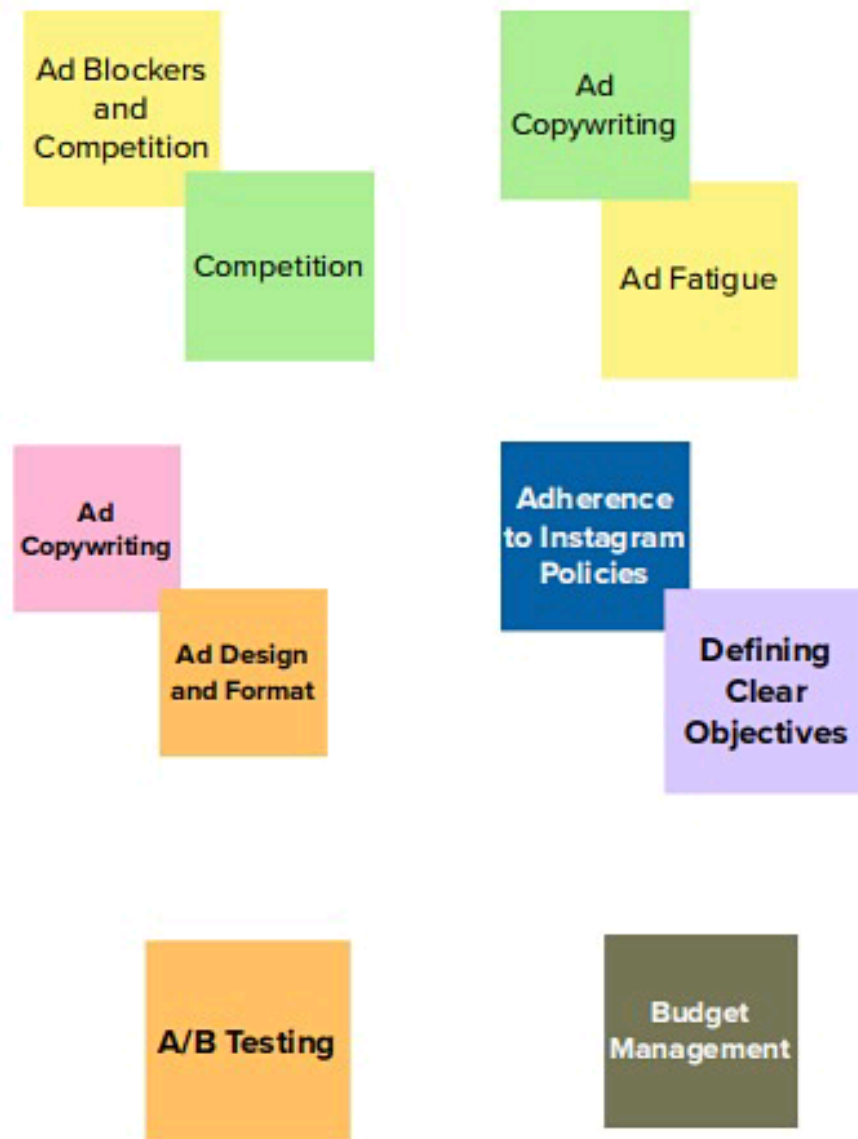 Ad Blockers
and
Competition
Competition
Ad
Copywriting
Ad Fatigue
Ad
Copywriting
Ad Design
and Format
Adherence
to Instagram
Policies
Defining
Clear
Objectives
A/B Testing
Budget
Management